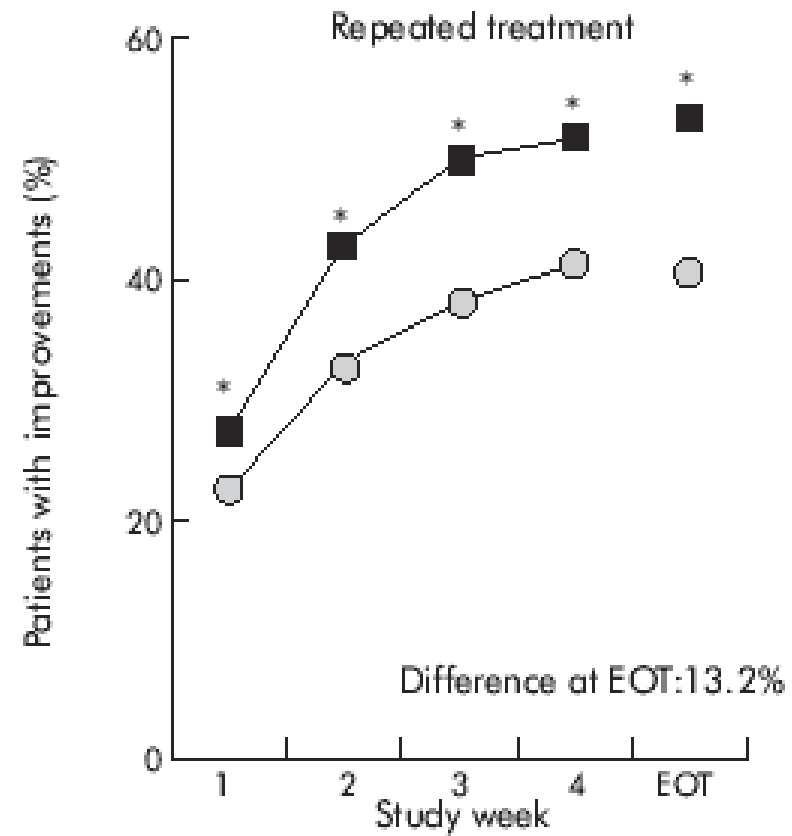 Repeated treatment
Patients with improvements (%)
60
*
*
*
*
40
*
20
Difference at EOT:13.2%
0
1 2 3 4 EOT
Study week